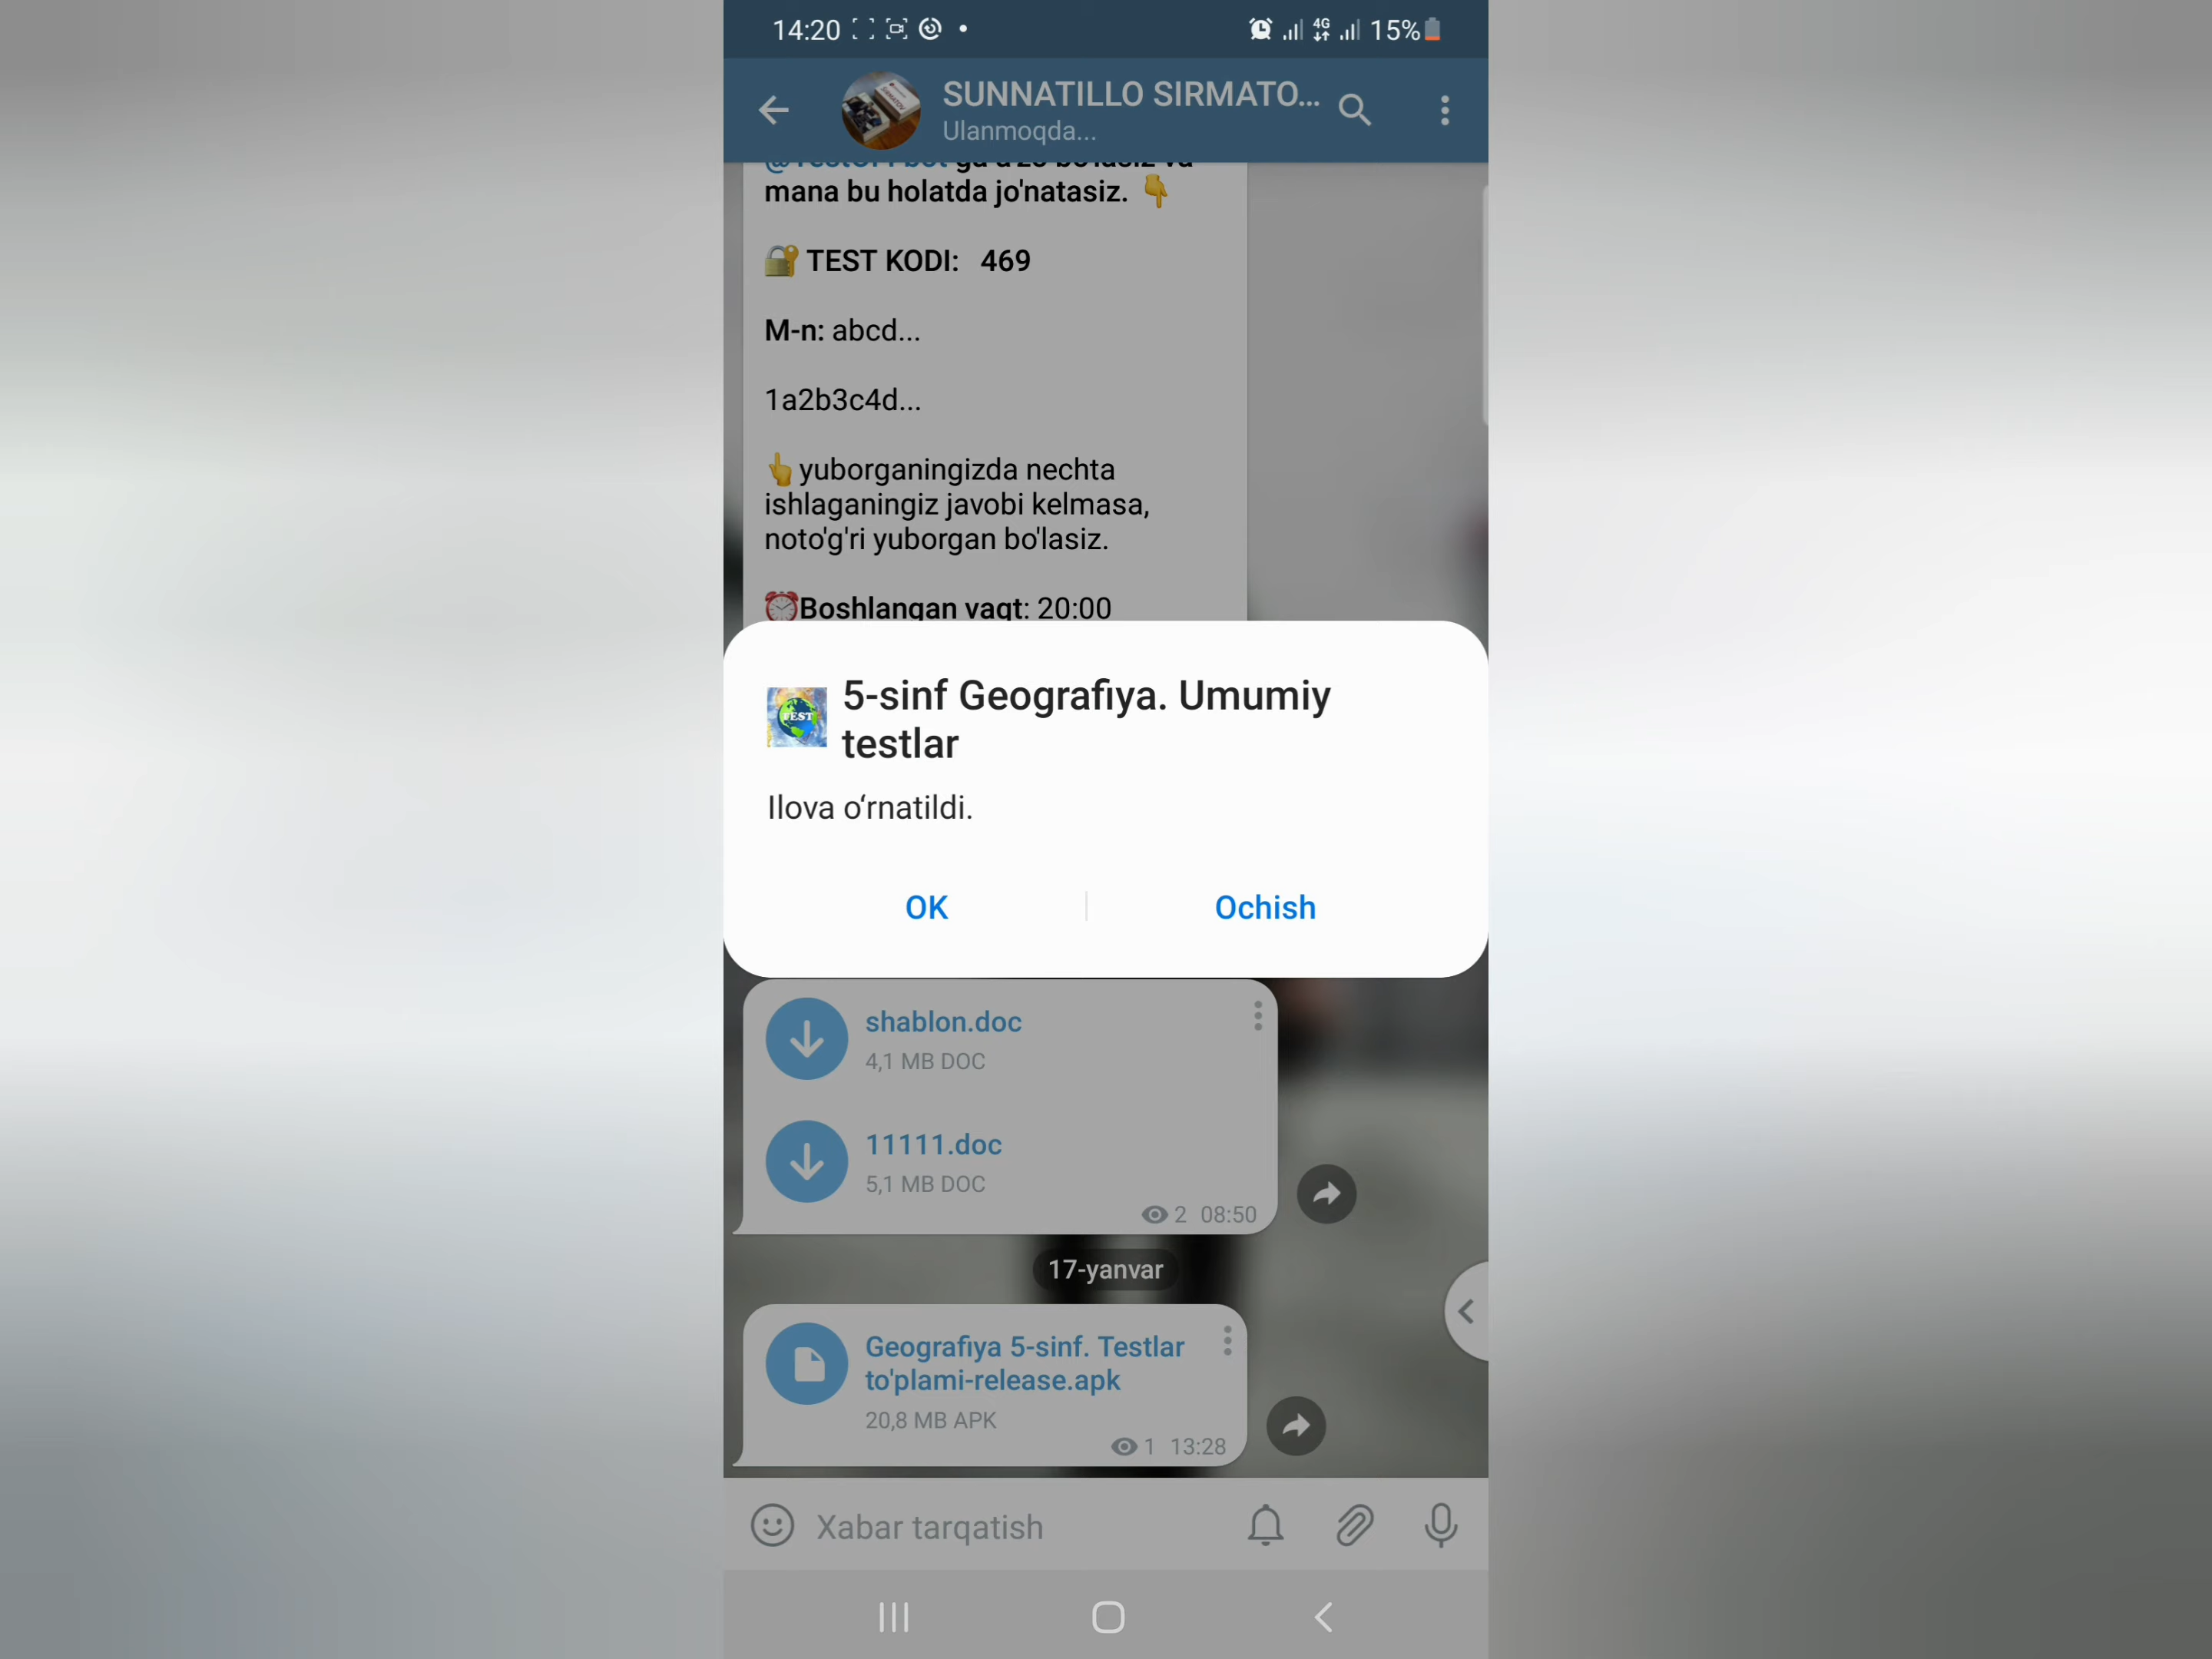 14:20
4G
15%
SUNNATILLO SIRMATO...
Ulanmoqda...
mana bu holatda jo'natasiz. 👇
🔐 TEST KODI: 469
M-n: abcd...
1a2b3c4d...
👆yuborganingizda nechta
ishlaganingiz javobi kelmasa,
noto'g'ri yuborgan bo'lasiz.
⏰Boshlangan vaqt: 20:00
TEST
5-sinf Geografiya. Umumiy
testlar
Ilova oʻrnatildi.
OK
Ochish
shablon.doc
4,1 MB DOC
11111.doc
5,1 MB DOC
2 08:50
17-yanvar
Geografiya 5-sinf. Testlar
to'plami-release.apk
20,8 MB APK
1 13:28
Xabar tarqatish